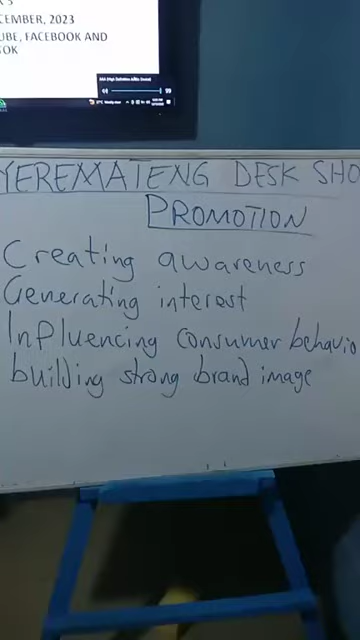 CEMBER, 2023
UBE, FACEBOOK AND
OK
99
YEREMATENG DESK SHO
PROMOTION
Creating awareness
Generating interest
Influencing consumer behavio
building strong brand image